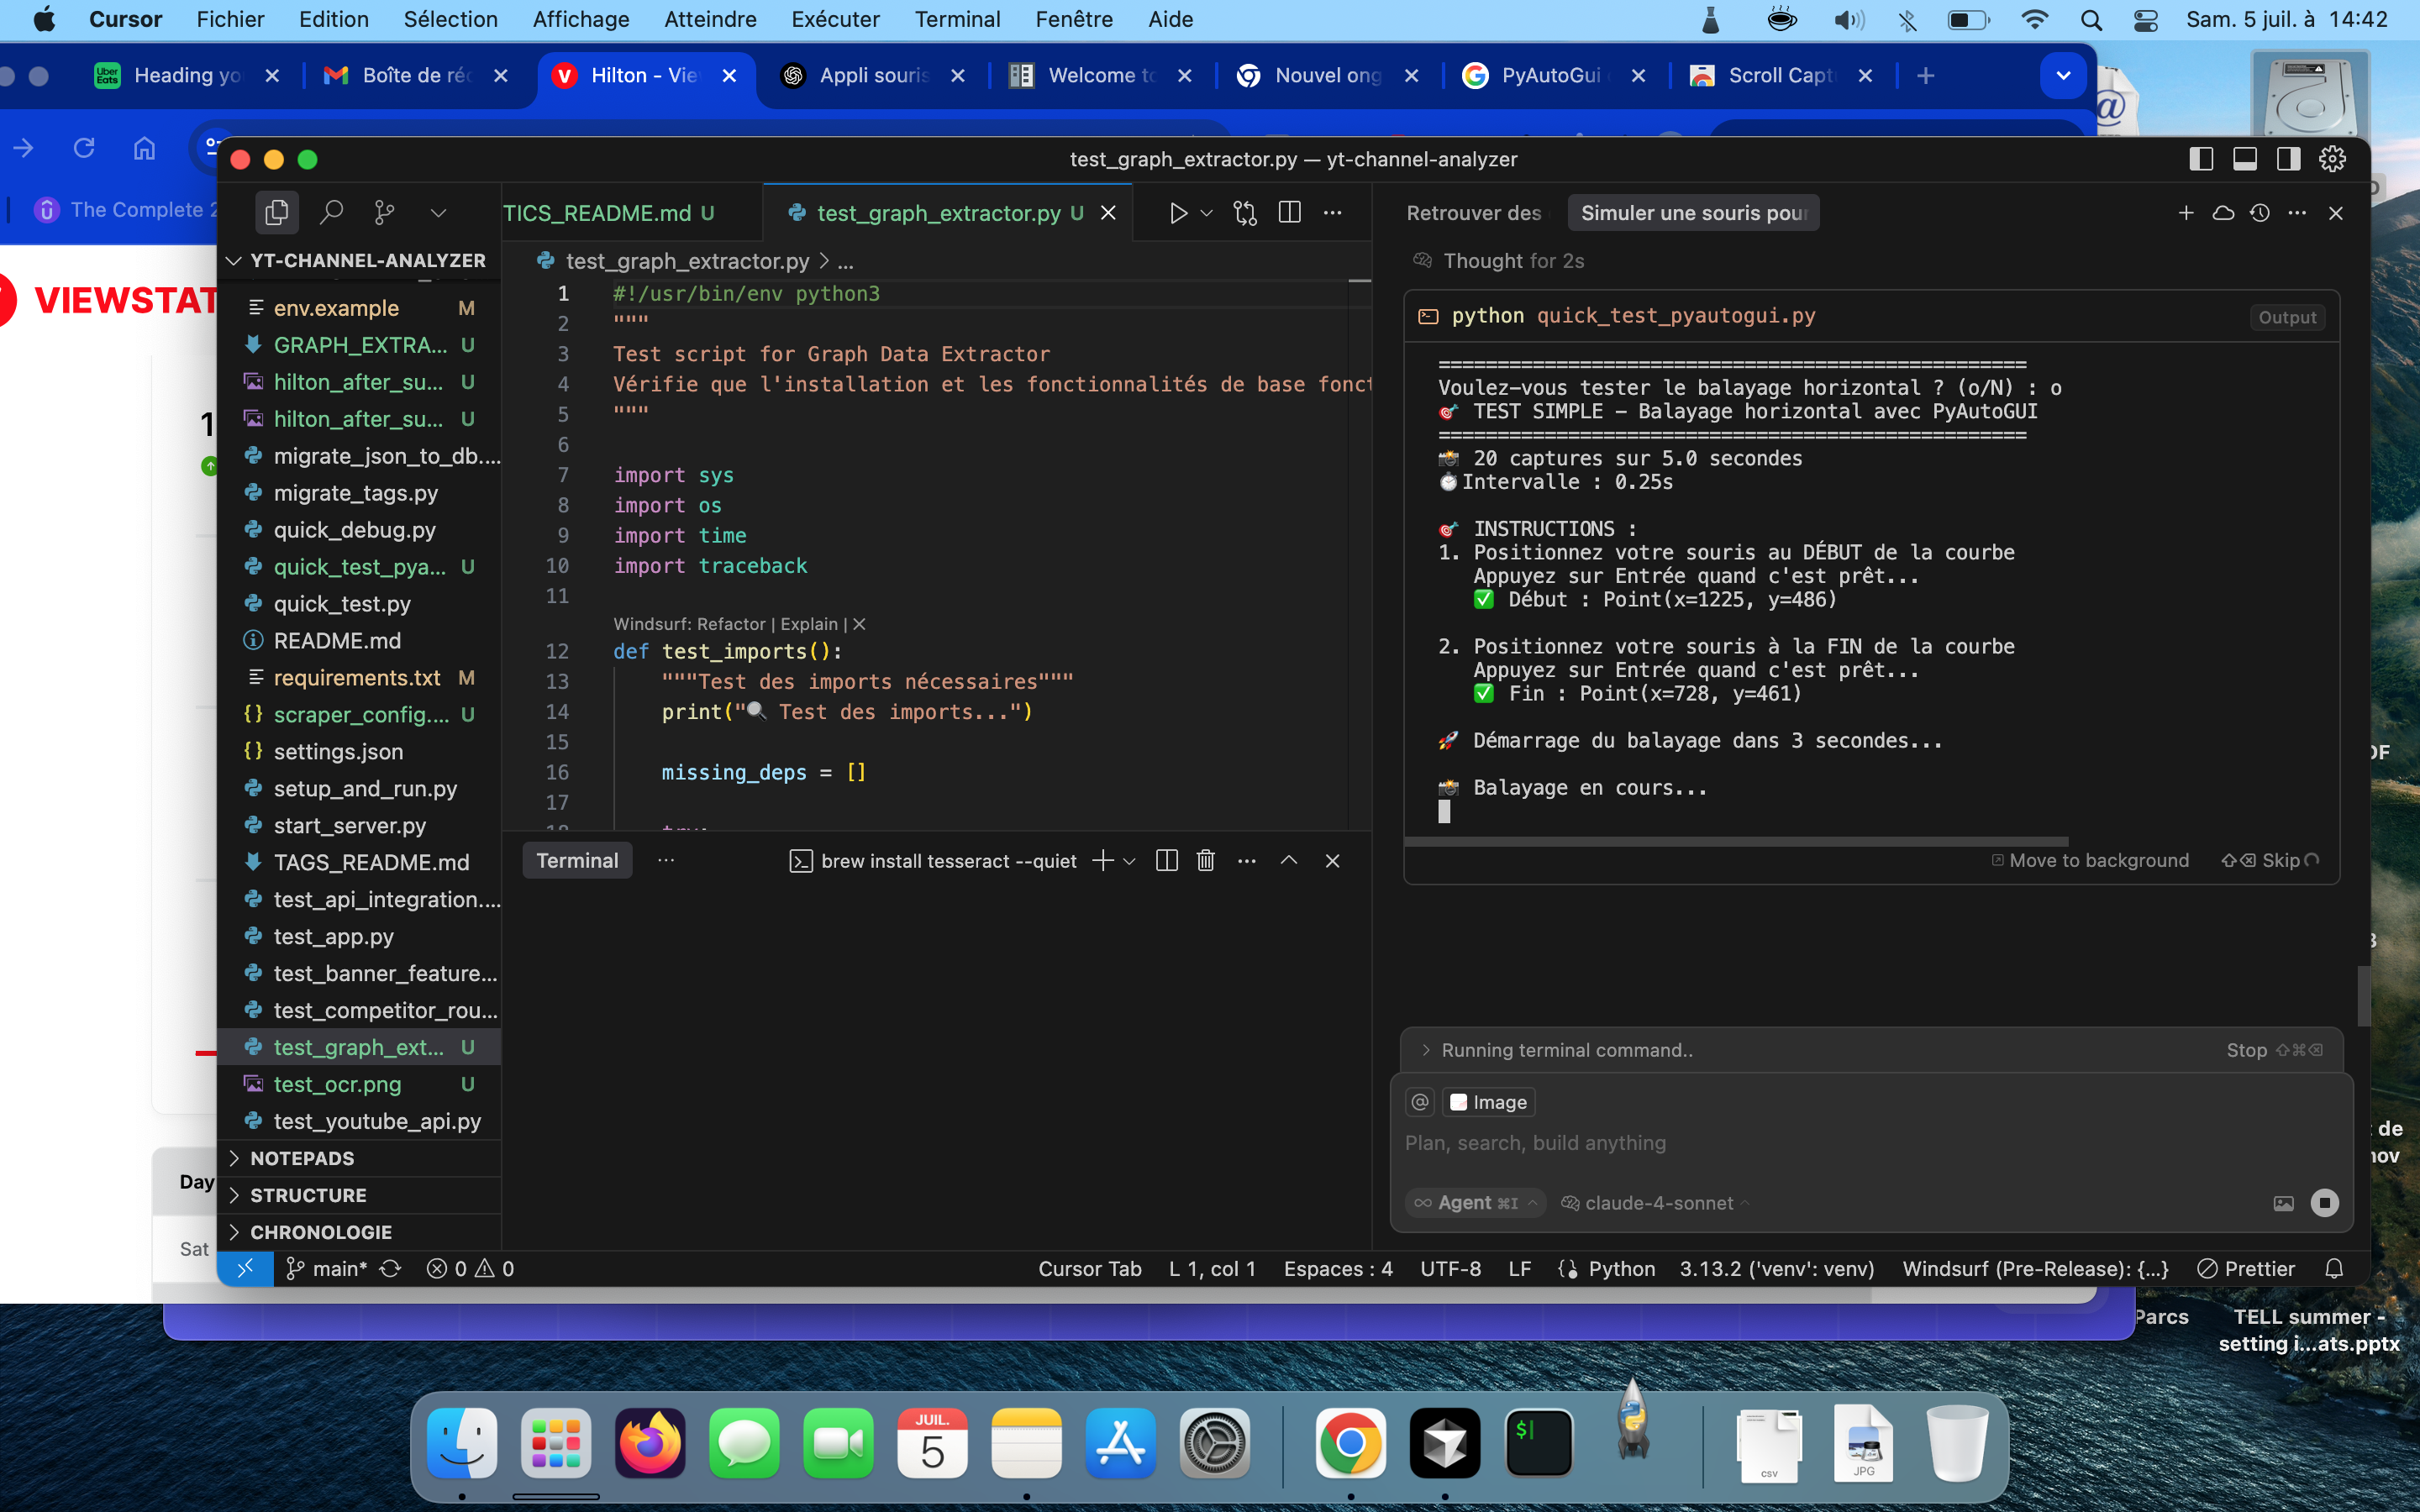 Cursor Fichier Edition Sélection Affichage Atteindre Exécuter Terminal Fenêtre Aide
Sam. 5 juil. à 14:42
Uber Eats Heading yo
Boîte de réc
Hilton - Vie
Appli souris
Welcome to
Nouvel ong
PyAutoGui
Scroll Capt
The Complete 2
VIEWSTAT
1
Day
Sat
test_graph_extractor.py — yt-channel-analyzer
YT-CHANNEL-ANALYZER
env.example M
GRAPH_EXTRA... U
hilton_after_su... U
hilton_after_su... U
migrate_json_to_db....
migrate_tags.py
quick_debug.py
quick_test_pya... U
quick_test.py
README.md
requirements.txt M
scraper_config.... U
settings.json
setup_and_run.py
start_server.py
TAGS_README.md
test_api_integration....
test_app.py
test_banner_feature...
test_competitor_rou...
test_graph_ext... U
test_ocr.png U
test_youtube_api.py
NOTEPADS
STRUCTURE
CHRONOLOGIE
TICS_README.md U
test_graph_extractor.py U
test_graph_extractor.py > ...
1 #!/usr/bin/env python3
2 """
3 Test script for Graph Data Extractor
4 Vérifie que l'installation et les fonctionnalités de base fonct
5 """
6
7 import sys
8 import os
9 import time
10 import traceback
11
Windsurf: Refactor | Explain | X
12 def test_imports():
13 """Test des imports nécessaires"""
14 print("🔍 Test des imports...")
15
16 missing_deps = []
17
18 try:
Terminal ...
brew install tesseract --quiet
Retrouver des
Simuler une souris pour
Thought for 2s
python quick_test_pyautogui.py
Output
==================================================
Voulez-vous tester le balayage horizontal ? (o/N) : o
🎯 TEST SIMPLE - Balayage horizontal avec PyAutoGUI
==================================================
📸 20 captures sur 5.0 secondes
⏱️Intervalle : 0.25s
🎯 INSTRUCTIONS :
1. Positionnez votre souris au DÉBUT de la courbe
Appuyez sur Entrée quand c'est prêt...
✅ Début : Point(x=1225, y=486)
2. Positionnez votre souris à la FIN de la courbe
Appuyez sur Entrée quand c'est prêt...
✅ Fin : Point(x=728, y=461)
🚀 Démarrage du balayage dans 3 secondes...
📸 Balayage en cours...
Move to background
Skip
Running terminal command..
Stop
@ Image
Plan, search, build anything
Agent ⌘I
claude-4-sonnet
main*
0 0
Cursor Tab
L 1, col 1
Espaces : 4
UTF-8
LF
Python
3.13.2 ('venv': venv)
Windsurf (Pre-Release): {...}
Prettier
DF
t de
nov
Parcs
TELL summer -
setting i...ats.pptx
JUIL.
5
$
csv
JPG